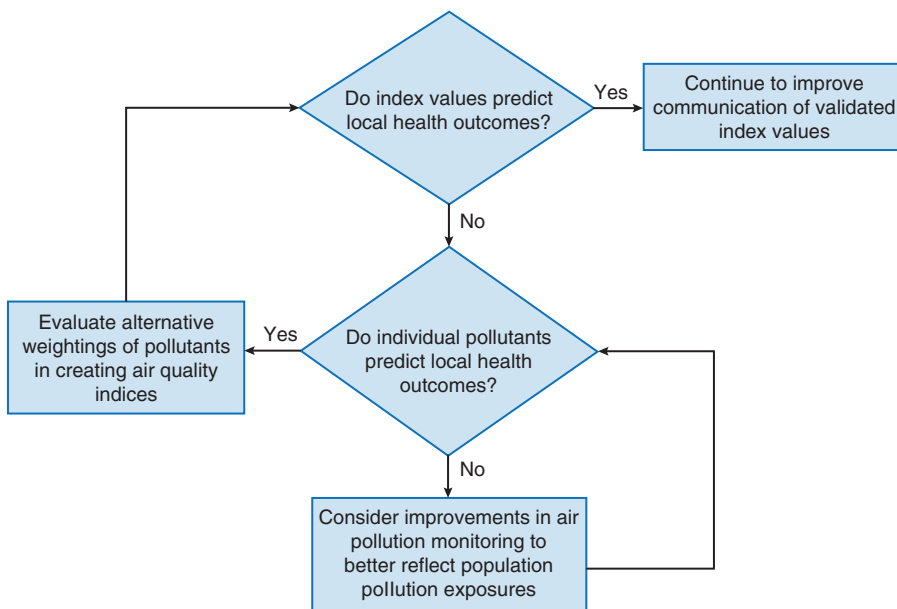 Do index values predict
local health outcomes?
Yes
Continue to improve
communication of validated
index values
No
Do individual pollutants
predict local health
outcomes?
Yes
Evaluate alternative
weightings of pollutants
in creating air quality
indices
No
Consider improvements in air
pollution monitoring to
better reflect population
pollution exposures